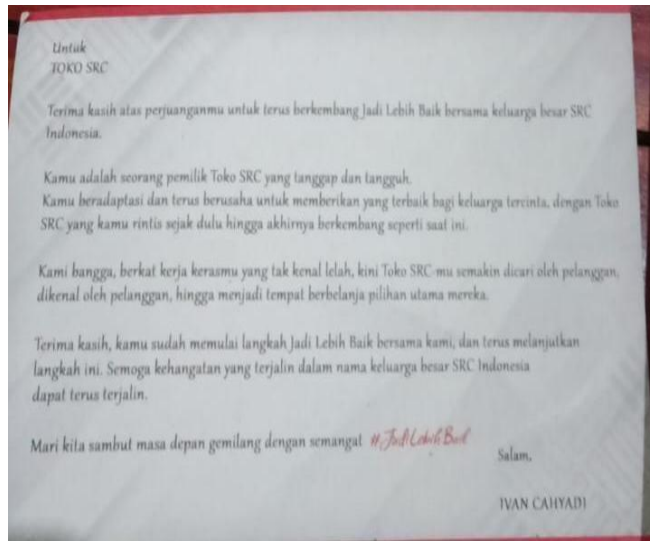 Untuk
TOKO SRC
Terima kasih atas perjuanganmu untuk terus berkembang Jadi Lebih Baik bersama keluarga besar SRC
Indonesia.
Kamu adalah seorang pemilik Toko SRC yang tanggap dan tangguh.
Kamu beradaptasi dan terus berusaha untuk memberikan yang terbaik bagi keluarga tercinta, dengan Toko
SRC yang kamu rintis sejak dulu hingga akhirnya berkembang seperti saat ini.
Kami bangga, berkat kerja kerasmu yang tak kenal lelah, kini Toko SRC-mu semakin dicari oleh pelanggan,
dikenal oleh pelanggan, hingga menjadi tempat berbelanja pilihan utama mereka.
Terima kasih, kamu sudah memulai langkah Jadi Lebih Baik bersama kami, dan terus melanjutkan
langkah ini. Semoga kehangatan yang terjalin dalam nama keluarga besar SRC Indonesia
dapat terus terjalin.
Mari kita sambut masa depan gemilang dengan semangat #JadiLebihBaik
Salam,
IVAN CAHYADI